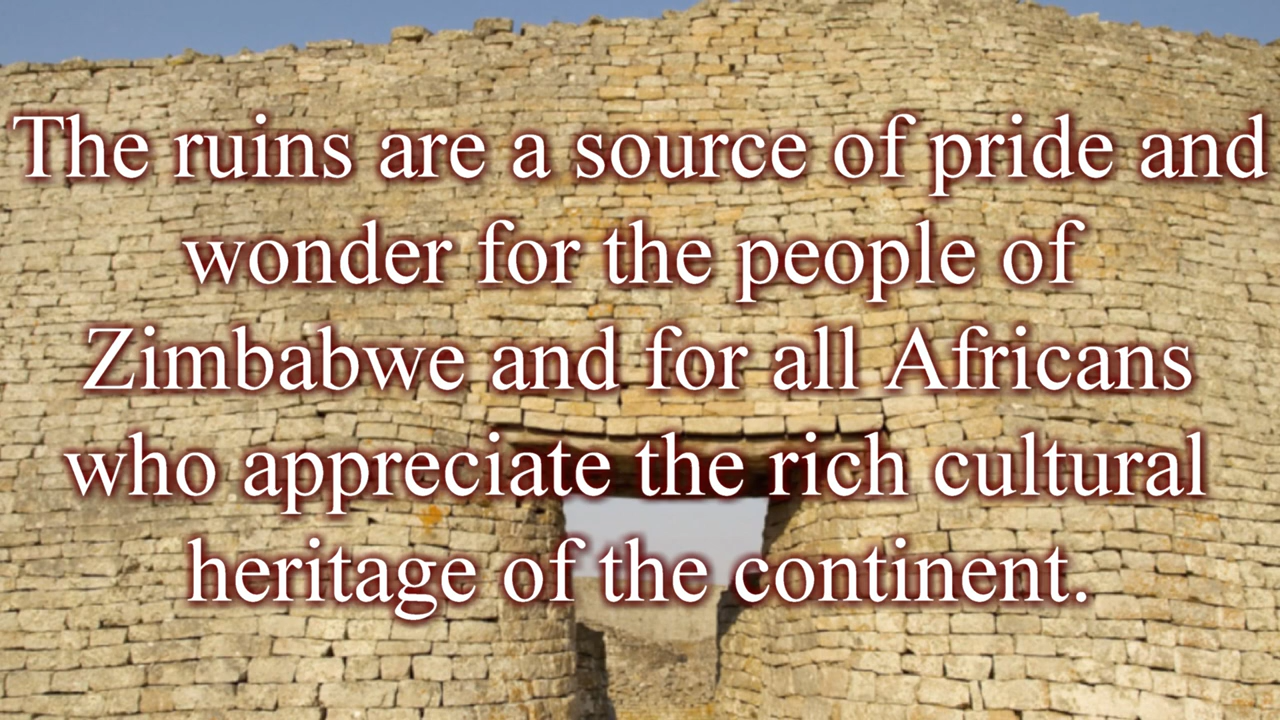 The ruins are a source of pride and
wonder for the people of
Zimbabwe and for all Africans
who appreciate the rich cultural
heritage of the continent.